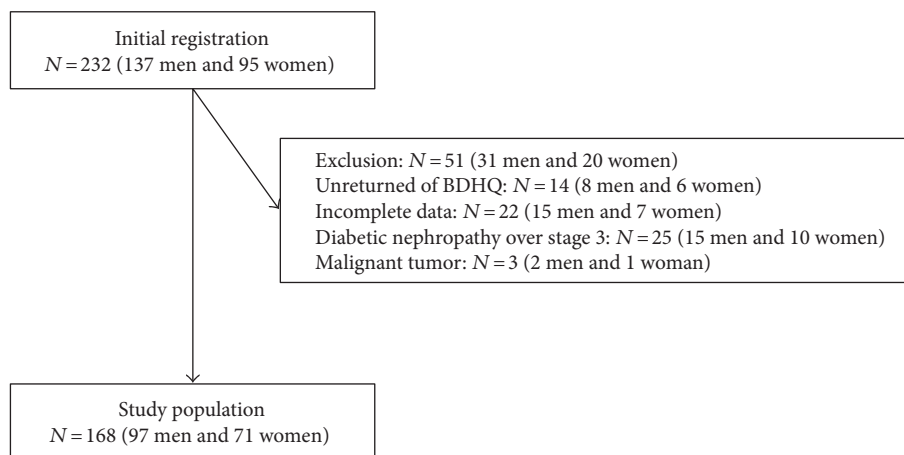 Initial registration
N = 232 (137 men and 95 women)
Exclusion: N = 51 (31 men and 20 women)
Unreturned of BDHQ: N = 14 (8 men and 6 women)
Incomplete data: N = 22 (15 men and 7 women)
Diabetic nephropathy over stage 3: N = 25 (15 men and 10 women)
Malignant tumor: N = 3 (2 men and 1 woman)
Study population
N = 168 (97 men and 71 women)